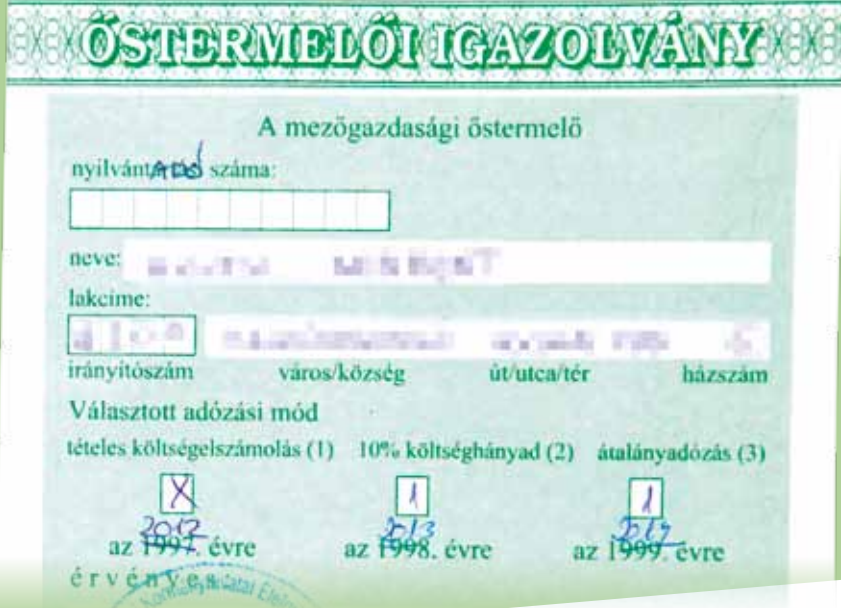 ŐSTERMELŐI IGAZOLVÁNY
A mezőgazdasági őstermelő
nyilvánt száma:
neve:
lakcíme:
irányítószám város/község út/utca/tér házszám
Választott adózási mód
tételes költségelszámolás (1) 10% költséghányad (2) átalányadózás (3)
X 1 1
2012 2013
az 1997. évre az 1998. évre az 1999. évre
érvényes